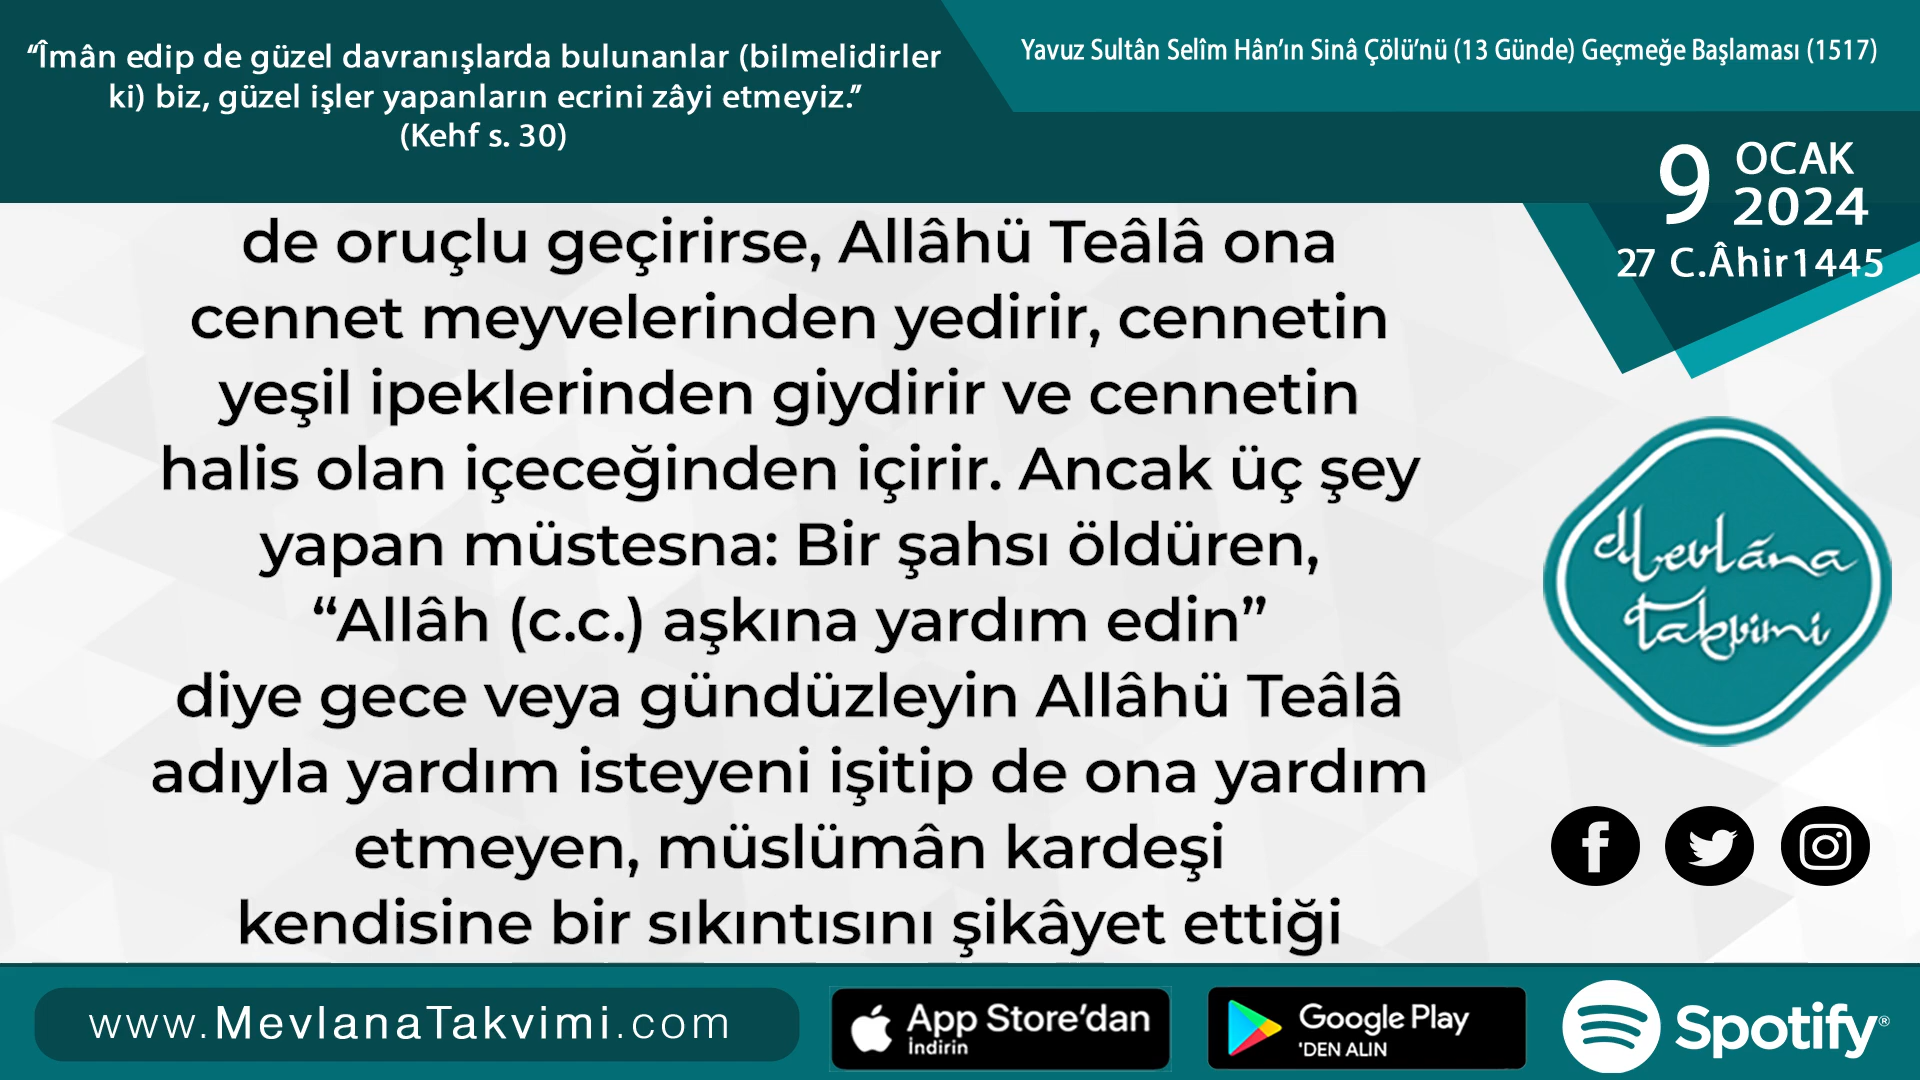 “Îmân edip de güzel davranışlarda bulunanlar (bilmelidirler
ki) biz, güzel işler yapanların ecrini zâyi etmeyiz.”
(Kehf s. 30)
Yavuz Sultân Selîm Hân’ın Sinâ Çölü’nü (13 Günde) Geçmeğe Başlaması (1517)
9 OCAK
2024
27 C.Âhir1445
de oruçlu geçirirse, Allâhü Teâlâ ona
cennet meyvelerinden yedirir, cennetin
yeşil ipeklerinden giydirir ve cennetin
halis olan içeceğinden içirir. Ancak üç şey
yapan müstesna: Bir şahsı öldüren,
“Allâh (c.c.) aşkına yardım edin”
diye gece veya gündüzleyin Allâhü Teâlâ
adıyla yardım isteyeni işitip de ona yardım
etmeyen, müslümân kardeşi
kendisine bir sıkıntısını şikâyet ettiği
Mevlâna
Takvimi
www.MevlanaTakvimi.com
App Store’dan
İndirin
Google Play
'DEN ALIN
Spotify®